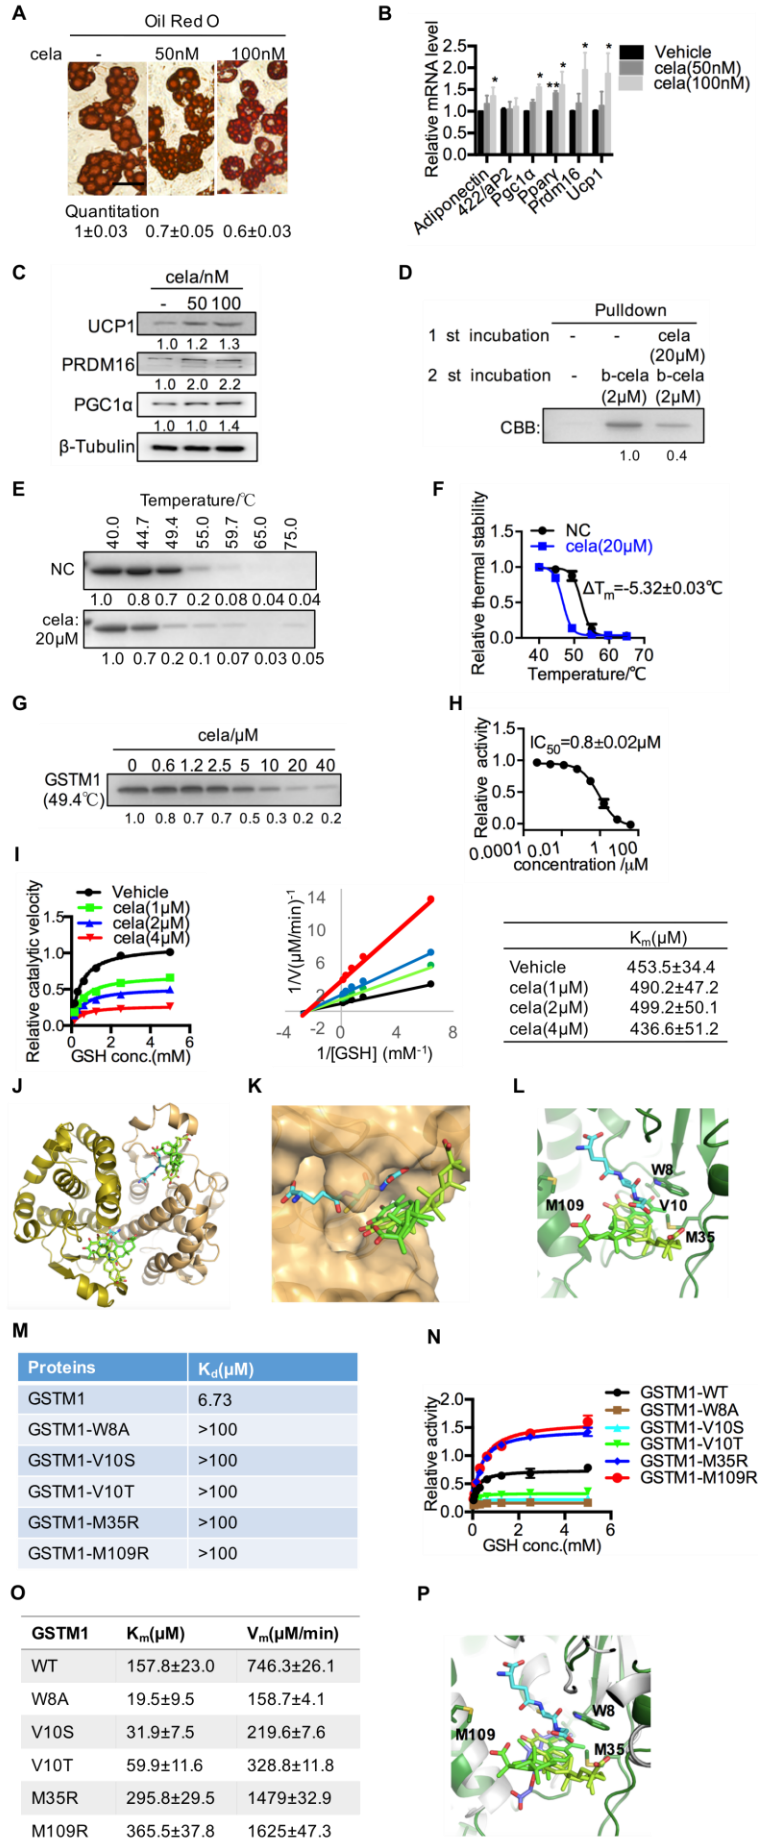 A
Oil Red O
cela - 50nM 100nM
Quantitation
1±0.03 0.7±0.05 0.6±0.03
B
Relative mRNA level
2.5
2.0
1.5
1.0
0.5
0.0
* * ** * * *
Vehicle
cela(50nM)
cela(100nM)
Adiponectin
422/aP2
Pgc1α
Pparγ
Prdm16
Ucp1
C
cela/nM
- 50 100
UCP1
1.0 1.2 1.3
PRDM16
1.0 2.0 2.2
PGC1α
1.0 1.0 1.4
β-Tubulin
D
Pulldown
1 st incubation - - cela
(20μM)
2 st incubation - b-cela b-cela
(2μM) (2μM)
CBB:
1.0 0.4
E
Temperature/℃
40.0 44.7 49.4 55.0 59.7 65.0 75.0
NC
1.0 0.8 0.7 0.2 0.08 0.04 0.04
cela:
20μM
1.0 0.7 0.2 0.1 0.07 0.03 0.05
F
Relative thermal stability
1.5
1.0
0.5
0.0
NC
cela(20μM)
ΔTm=-5.32±0.03℃
40 50 60 70
Temperature/℃
G
cela/μM
0 0.6 1.2 2.5 5 10 20 40
GSTM1
(49.4℃)
1.0 0.8 0.7 0.7 0.5 0.3 0.2 0.2
H
Relative activity
1.5
1.0
0.5
0.0
IC50=0.8±0.02μM
0.0001 0.01 1 100
concentration /μM
I
Relative catalytic velocity
1.5
1.0
0.5
0.0
Vehicle
cela(1μM)
cela(2μM)
cela(4μM)
0 2 4 6
GSH conc.(mM)
1/V(μM/min)-1
14
10
6
2
-2
-4 0 4 8
1/[GSH] (mM-1)
Km(μM)
Vehicle 453.5±34.4
cela(1μM) 490.2±47.2
cela(2μM) 499.2±50.1
cela(4μM) 436.6±51.2
J
K
L
W8
V10
M109
M35
M
Proteins Kd(μM)
GSTM1 6.73
GSTM1-W8A >100
GSTM1-V10S >100
GSTM1-V10T >100
GSTM1-M35R >100
GSTM1-M109R >100
N
Relative activity
2.0
1.5
1.0
0.5
0.0
GSTM1-WT
GSTM1-W8A
GSTM1-V10S
GSTM1-V10T
GSTM1-M35R
GSTM1-M109R
0 2 4 6
GSH conc.(mM)
O
GSTM1 Km(μM) Vm(μM/min)
WT 157.8±23.0 746.3±26.1
W8A 19.5±9.5 158.7±4.1
V10S 31.9±7.5 219.6±7.6
V10T 59.9±11.6 328.8±11.8
M35R 295.8±29.5 1479±32.9
M109R 365.5±37.8 1625±47.3
P
W8
M109
M35